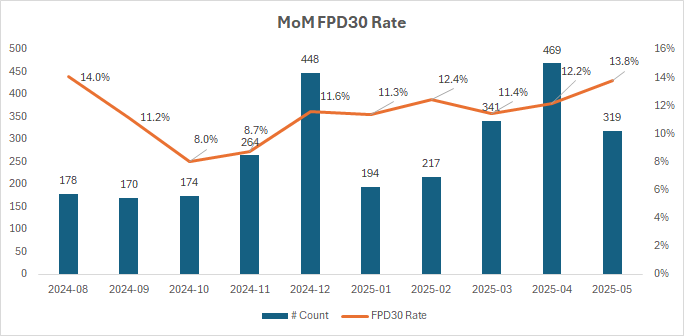 MoM FPD30 Rate
500 16%
450 448 469 14%
400 14.0% 13.8%
350 12.4% 12.2% 12%
300 11.2% 11.6% 11.3% 341 11.4% 319 10%
250 8.0% 8.7% 264 8%
200 178 170 174 194 217 6%
150
100 4%
50 2%
0 0%
2024-08 2024-09 2024-10 2024-11 2024-12 2025-01 2025-02 2025-03 2025-04 2025-05
# Count FPD30 Rate